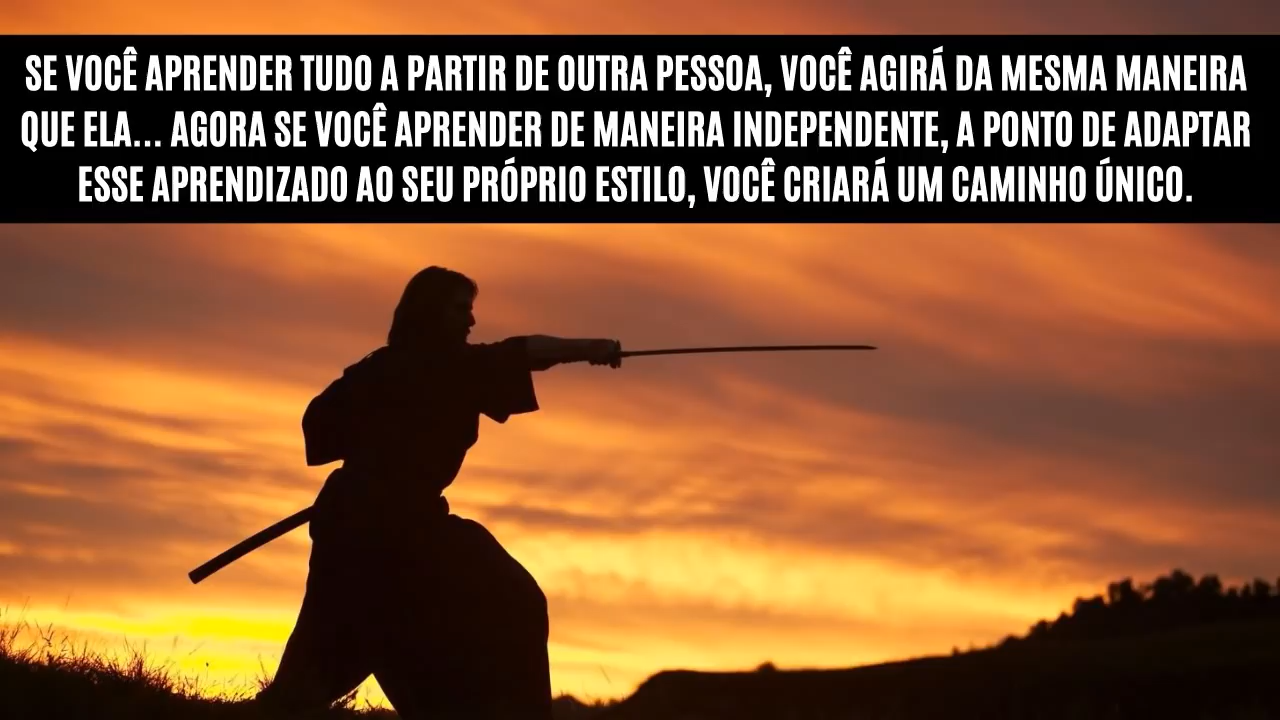 SE VOCÊ APRENDER TUDO A PARTIR DE OUTRA PESSOA, VOCÊ AGIRÁ DA MESMA MANEIRA
QUE ELA... AGORA SE VOCÊ APRENDER DE MANEIRA INDEPENDENTE, A PONTO DE ADAPTAR
ESSE APRENDIZADO AO SEU PRÓPRIO ESTILO, VOCÊ CRIARÁ UM CAMINHO ÚNICO.